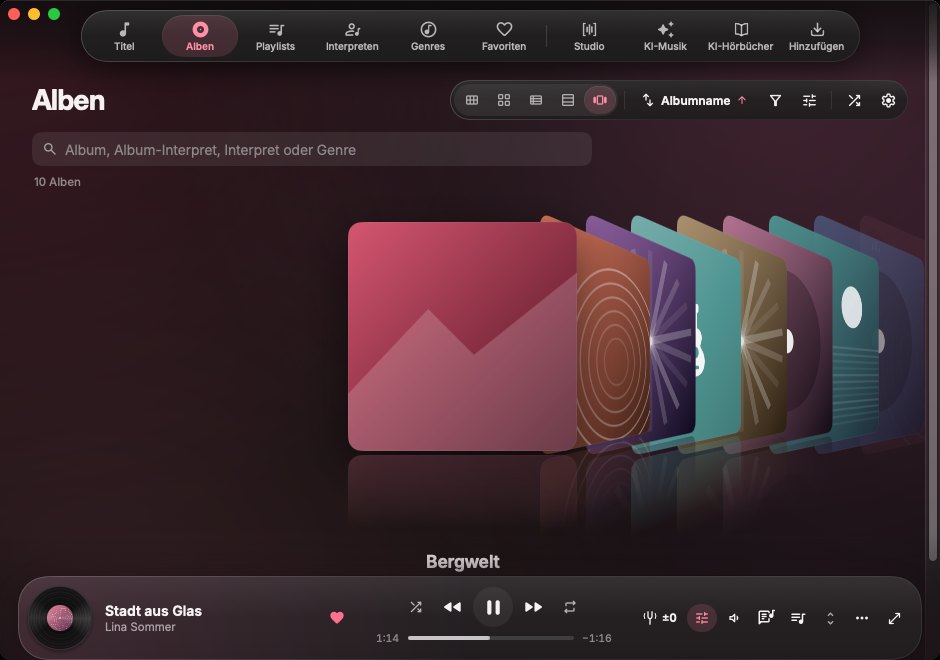 Titel
Alben
Playlists
Interpreten
Genres
Favoriten
Studio
KI-Musik
KI-Hörbücher
Hinzufügen
Alben
Albumname
Album, Album-Interpret, Interpret oder Genre
10 Alben
Bergwelt
Stadt aus Glas
Lina Sommer
1:14
−1:16
±0